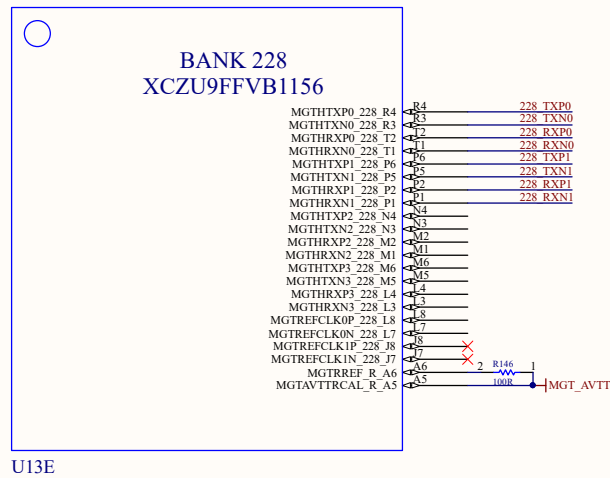 BANK 228
XCZU9FFVB1156
MGTHTXP0_228_R4 R4 228_TXP0
MGTHTXN0_228_R3 R3 228_TXN0
MGTHRXP0_228_T2 T2 228_RXP0
MGTHRXN0_228_T1 T1 228_RXN0
MGTHTXP1_228_P6 P6 228_TXP1
MGTHTXN1_228_P5 P5 228_TXN1
MGTHRXP1_228_P2 P2 228_RXP1
MGTHRXN1_228_P1 P1 228_RXN1
MGTHTXP2_228_N4 N4
MGTHTXN2_228_N3 N3
MGTHRXP2_228_M2 M2
MGTHRXN2_228_M1 M1
MGTHTXP3_228_M6 M6
MGTHTXN3_228_M5 M5
MGTHRXP3_228_L4 L4
MGTHRXN3_228_L3 L3
MGTREFCLK0P_228_L8 L8
MGTREFCLK0N_228_L7 L7
MGTREFCLK1P_228_J8 J8
MGTREFCLK1N_228_J7 J7
MGTRREF_R_A6 A6 2 R146 1
MGTAVTTRCAL_R_A5 A5 100R MGT_AVTT
U13E